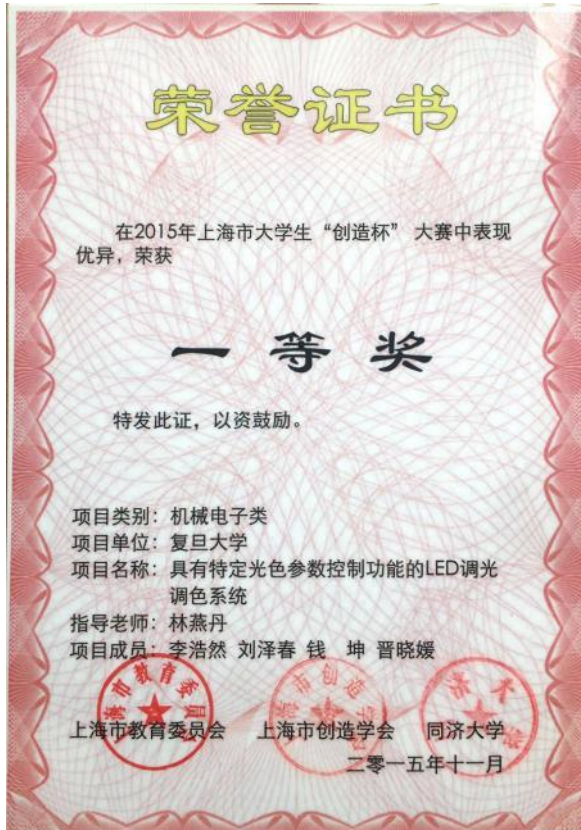 荣誉证书
在2015年上海市大学生“创造杯” 大赛中表现
优异，荣获
一 等 奖
特发此证，以资鼓励。
项目类别：机械电子类
项目单位：复旦大学
项目名称：具有特定光色参数控制功能的LED调光
调色系统
指导老师：林燕丹
项目成员：李浩然 刘泽春 钱 坤 晋晓媛
上海市教育委员会 上海市创造学会 同济大学
二零一五年十一月